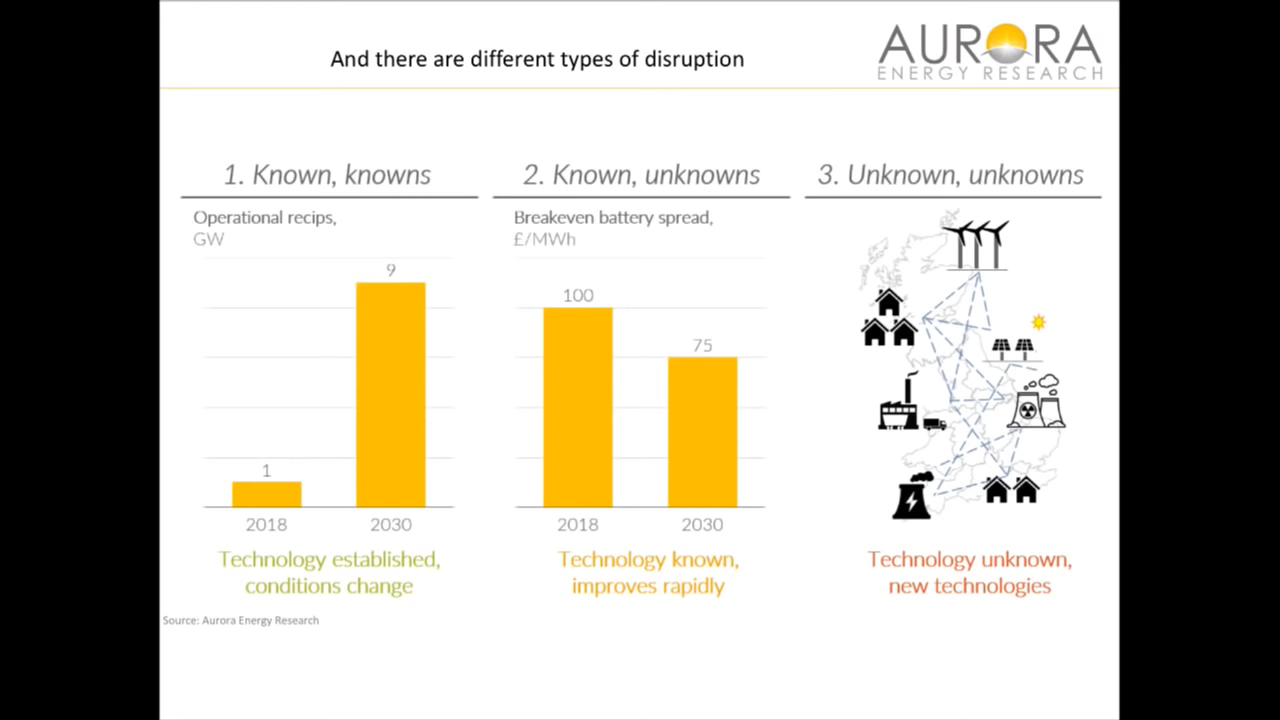 And there are different types of disruption
AURORA
ENERGY RESEARCH
1. Known, knowns
Operational recips,
GW
1
9
2018
2030
Technology established,
conditions change
2. Known, unknowns
Breakeven battery spread,
£/MWh
100
75
2018
2030
Technology known,
improves rapidly
3. Unknown, unknowns
Technology unknown,
new technologies
Source: Aurora Energy Research